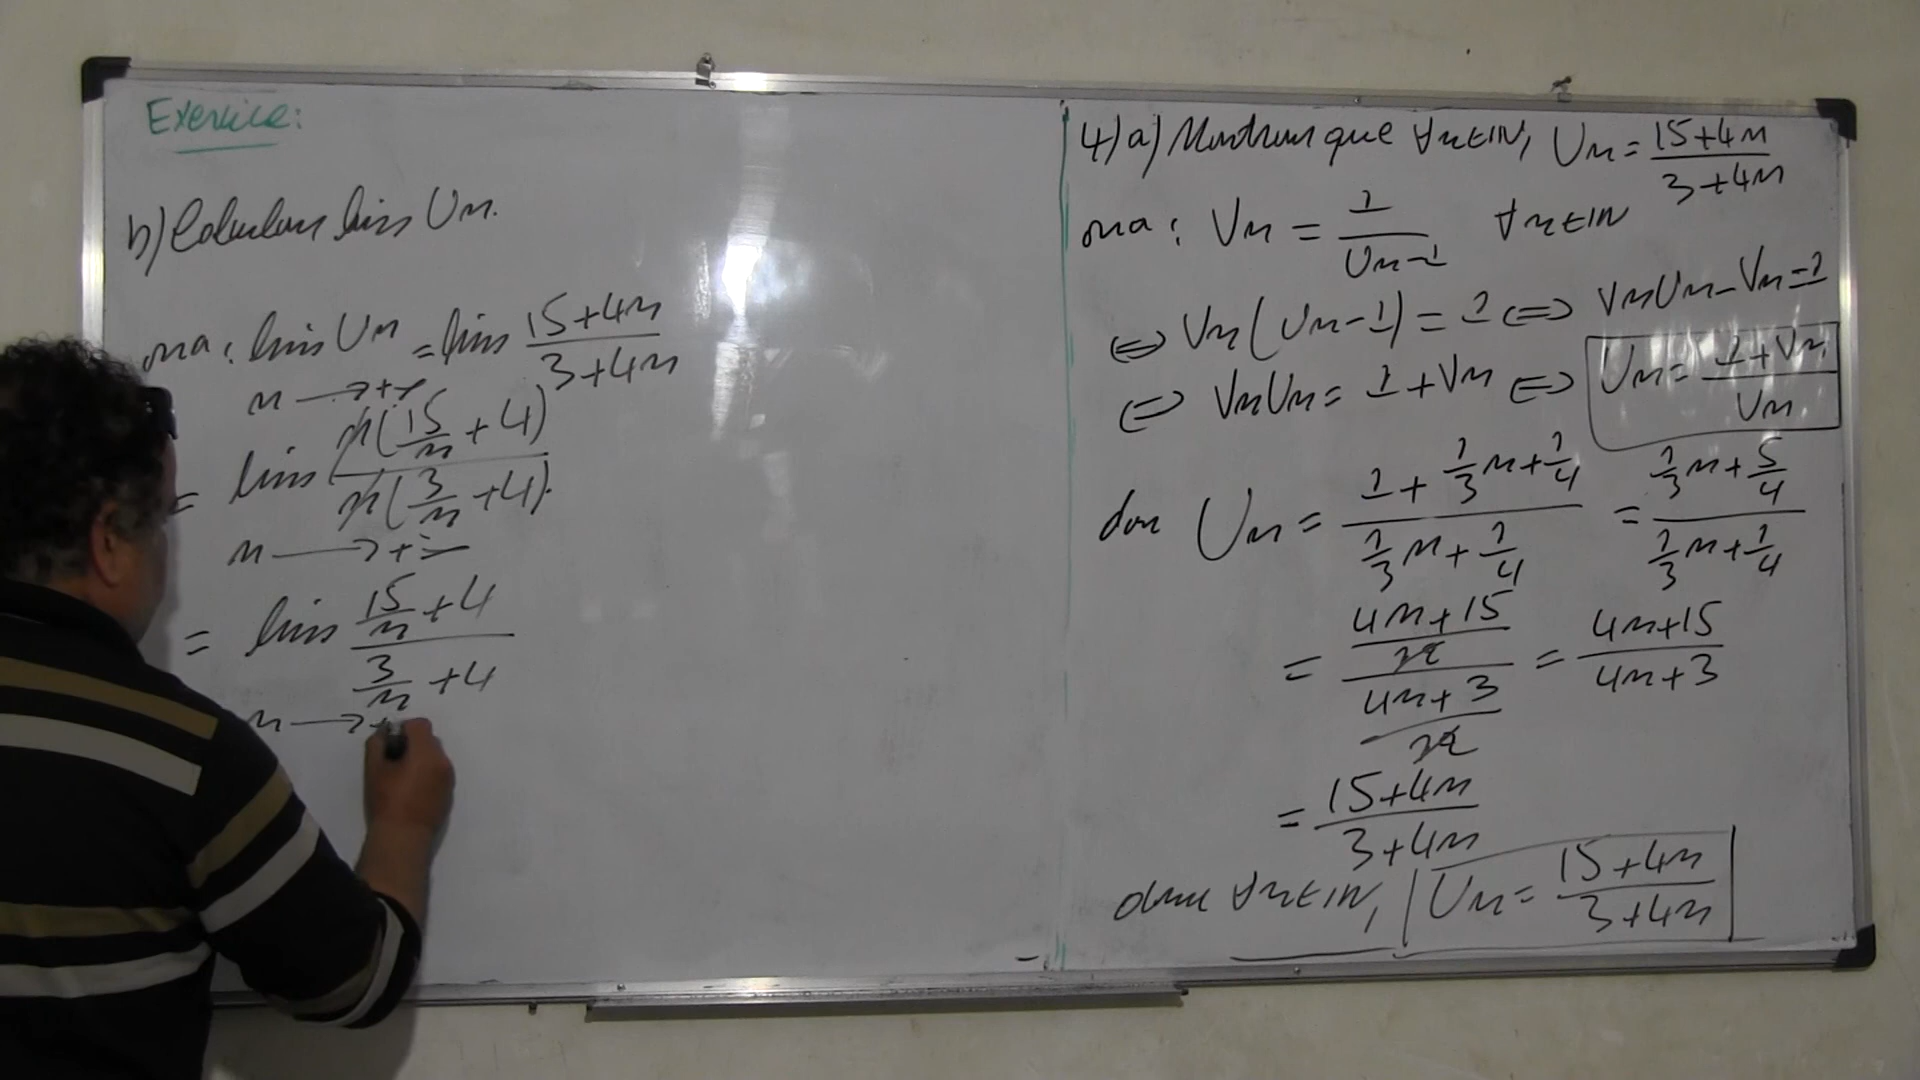 Exercice:
b) Calculons lim Un.
on a : lim Un = lim (15+4n)/(3+4n)
n → +∞
= lim n(15/n + 4)/n(3/n + 4).
n → +∞
= lim (15/n + 4)/(3/n + 4)
n → +
4) a) Montrons que ∀n∈IN, Un = (15+4n)/(3+4n)
on a : Vn = 1/(Un-1) ∀n∈IN
⇔ Vn(Un-1) = 1 ⇔ VnUn-Vn=1
⇔ VnUn = 1+Vn ⇔ Un = (1+Vn)/Vn
don Un = (1 + 1/3 n + 1/4)/(1/3 n + 1/4) = (1/3 n + 5/4)/(1/3 n + 1/4)
= ((4n+15)/12)/((4n+3)/12) = (4n+15)/(4n+3)
= (15+4n)/(3+4n)
donc ∀n∈IN, Un = (15+4n)/(3+4n)